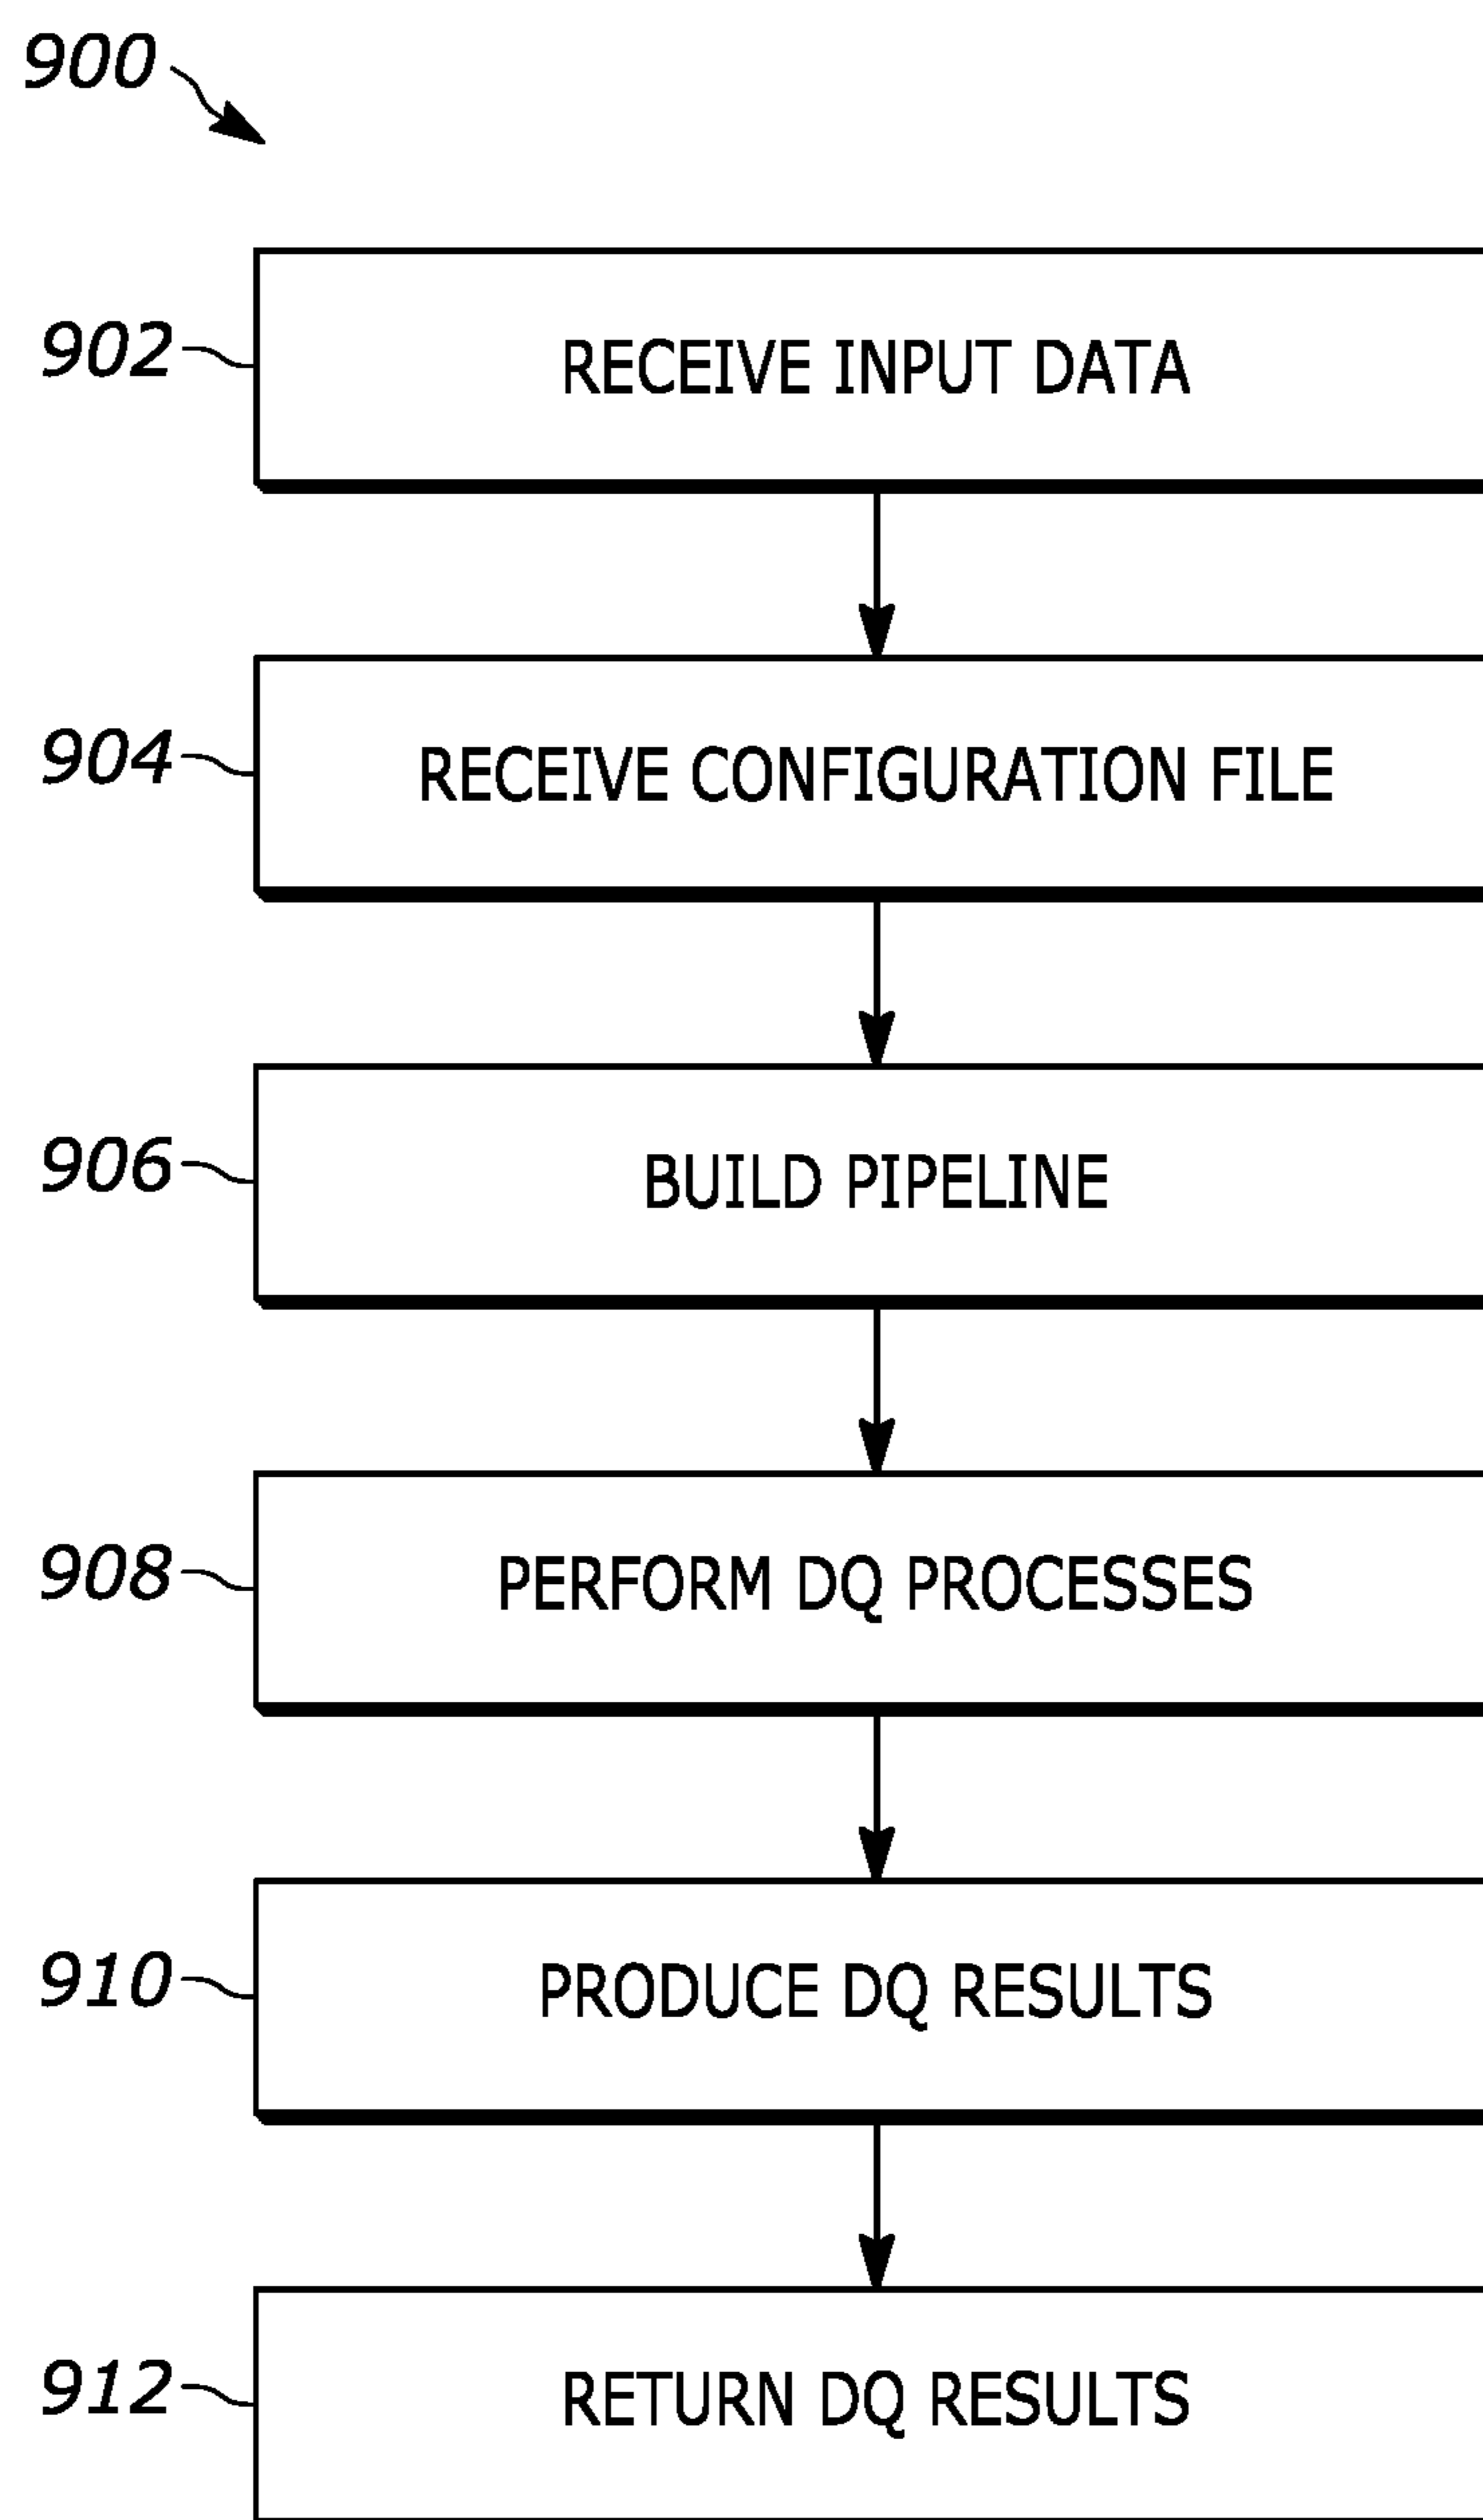 900
902 RECEIVE INPUT DATA
904 RECEIVE CONFIGURATION FILE
906 BUILD PIPELINE
908 PERFORM DQ PROCESSES
910 PRODUCE DQ RESULTS
912 RETURN DQ RESULTS